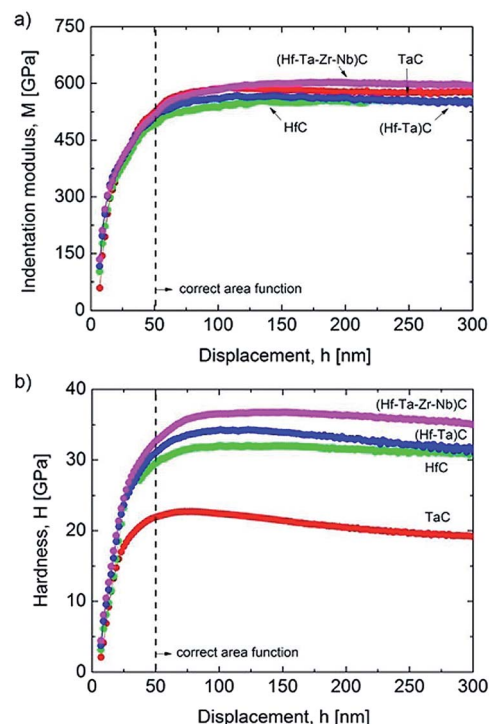 a)
Indentation modulus, M [GPa]
750
600
450
300
150
0
(Hf-Ta-Zr-Nb)C
TaC
HfC
(Hf-Ta)C
correct area function
0 50 100 150 200 250 300
Displacement, h [nm]
b)
Hardness, H [GPa]
40
30
20
10
0
(Hf-Ta-Zr-Nb)C
(Hf-Ta)C
HfC
TaC
correct area function
0 50 100 150 200 250 300
Displacement, h [nm]